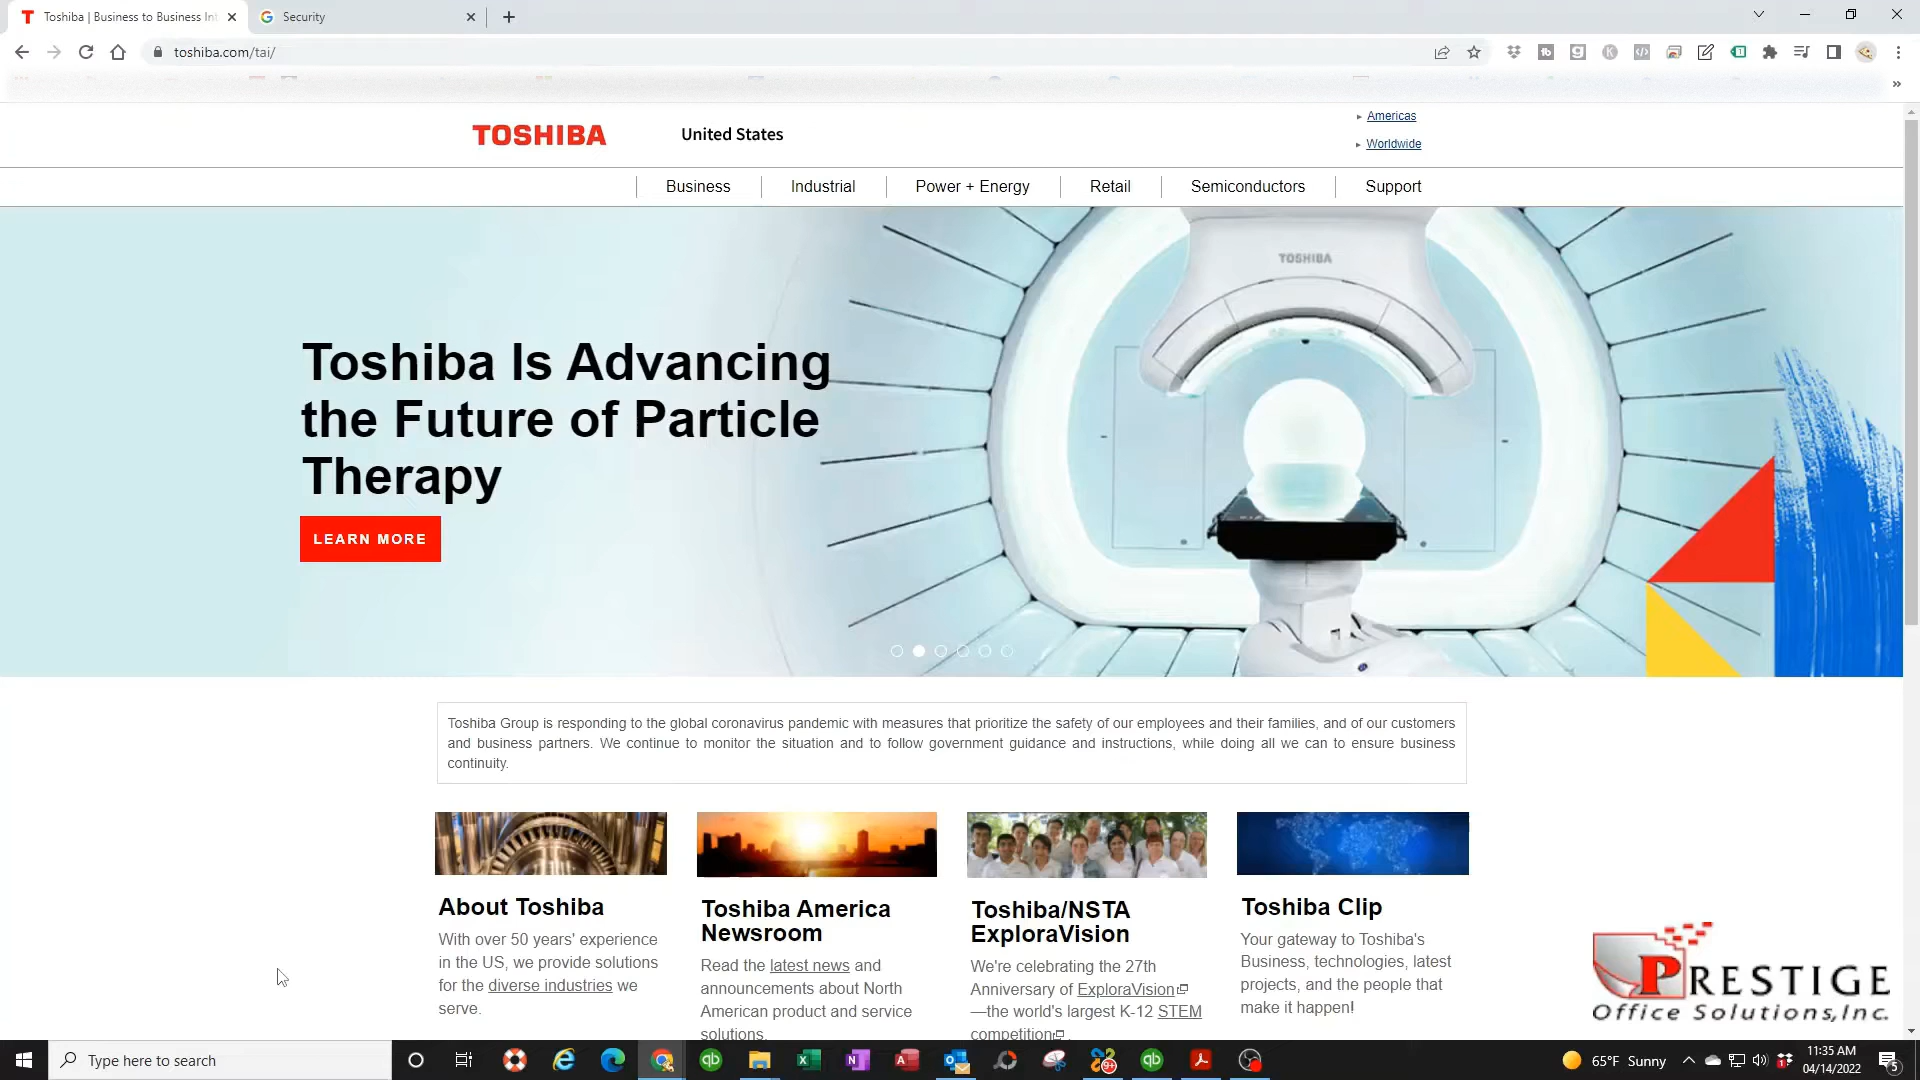 Toshiba | Business to Business Int
Security
toshiba.com/tai/
TOSHIBA
United States
Americas
Worldwide
Business
Industrial
Power + Energy
Retail
Semiconductors
Support
TOSHIBA
Toshiba Is Advancing
the Future of Particle
Therapy
LEARN MORE
Toshiba Group is responding to the global coronavirus pandemic with measures that prioritize the safety of our employees and their families, and of our customers
and business partners. We continue to monitor the situation and to follow government guidance and instructions, while doing all we can to ensure business
continuity.
About Toshiba
With over 50 years' experience
in the US, we provide solutions
for the diverse industries we
serve.
Toshiba America
Newsroom
Read the latest news and
announcements about North
American product and service
solutions.
Toshiba/NSTA
ExploraVision
We're celebrating the 27th
Anniversary of ExploraVision
—the world's largest K-12 STEM
competition.
Toshiba Clip
Your gateway to Toshiba's
Business, technologies, latest
projects, and the people that
make it happen!
PRESTIGE
Office Solutions, Inc.
Type here to search
65°F Sunny
11:35 AM
04/14/2022
5